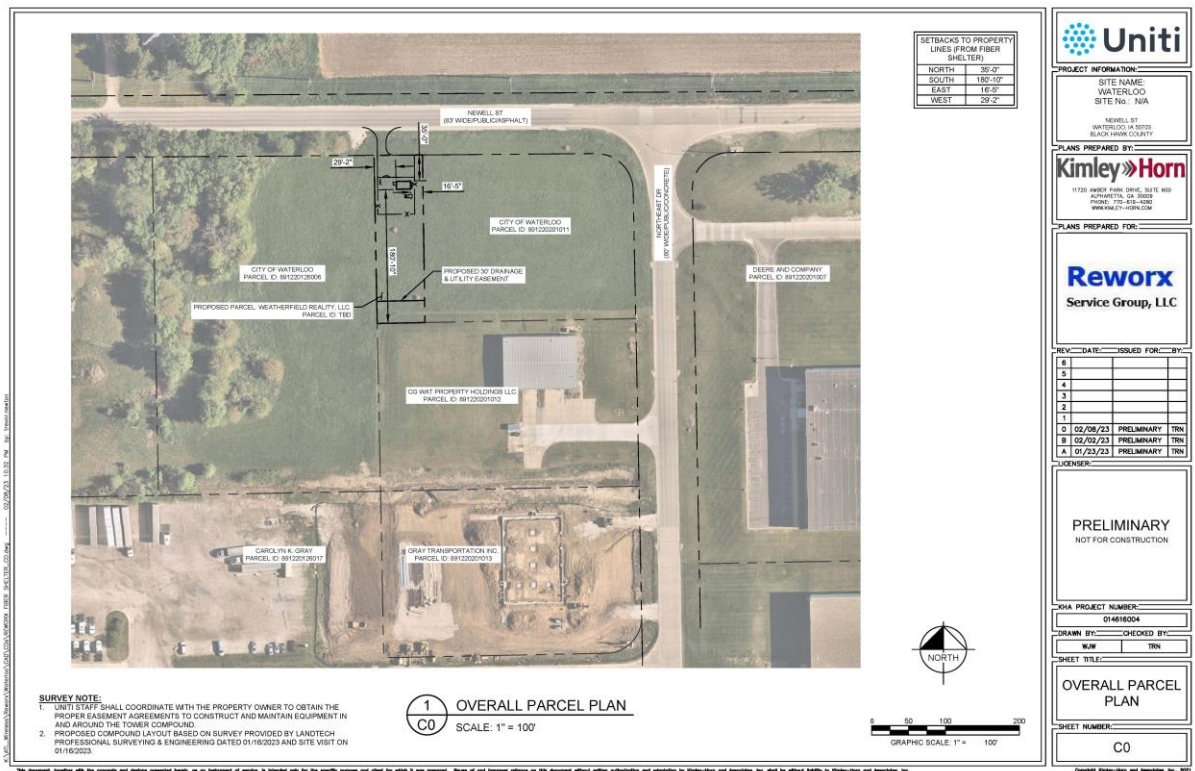 SETBACKS TO PROPERTY
LINES (FROM FIBER
SHELTER)
NORTH 35'-0"
SOUTH 180'-10"
EAST 16'-5"
WEST 29'-2"
NEWELL ST
(83' WIDE/PUBLIC/ASPHALT)
35'-0"
29'-2"
16'-5"
180'-10"
NORTHEAST DR
(80' WIDE/PUBLIC/CONCRETE)
CITY OF WATERLOO
PARCEL ID: 891220201011
CITY OF WATERLOO
PARCEL ID: 891220126006
PROPOSED 30' DRAINAGE
& UTILITY EASEMENT
DEERE AND COMPANY
PARCEL ID: 891220201007
PROPOSED PARCEL: WEATHERFIELD REALITY, LLC.
PARCEL ID: TBD
CG WAT PROPERTY HOLDINGS LLC
PARCEL ID: 891220201012
CAROLYN K. GRAY
PARCEL ID: 891220126017
GRAY TRANSPORTATION INC.
PARCEL ID: 891220201013
NORTH
SURVEY NOTE:
1. UNITI STAFF SHALL COORDINATE WITH THE PROPERTY OWNER TO OBTAIN THE
PROPER EASEMENT AGREEMENTS TO CONSTRUCT AND MAINTAIN EQUIPMENT IN
AND AROUND THE TOWER COMPOUND.
2. PROPOSED COMPOUND LAYOUT BASED ON SURVEY PROVIDED BY LANDTECH
PROFESSIONAL SURVEYING & ENGINEERING DATED 01/16/2023 AND SITE VISIT ON
01/16/2023.
1
C0
OVERALL PARCEL PLAN
SCALE: 1" = 100'
0 50 100 200
GRAPHIC SCALE: 1" = 100'
Uniti
PROJECT INFORMATION:
SITE NAME:
WATERLOO
SITE No.: N/A
NEWELL ST
WATERLOO, IA 50703
BLACK HAWK COUNTY
PLANS PREPARED BY:
Kimley»Horn
11720 AMBER PARK DRIVE, SUITE 600
ALPHARETTA, GA 30009
PHONE: 770-619-4280
WWW.KIMLEY-HORN.COM
PLANS PREPARED FOR:
Reworx
Service Group, LLC
REV: DATE: ISSUED FOR: BY:
6
5
4
3
2
1
0 02/08/23 PRELIMINARY TRN
B 02/02/23 PRELIMINARY TRN
A 01/23/23 PRELIMINARY TRN
LICENSER:
PRELIMINARY
NOT FOR CONSTRUCTION
KHA PROJECT NUMBER:
014616004
DRAWN BY: CHECKED BY:
WJW TRN
SHEET TITLE:
OVERALL PARCEL
PLAN
SHEET NUMBER:
C0